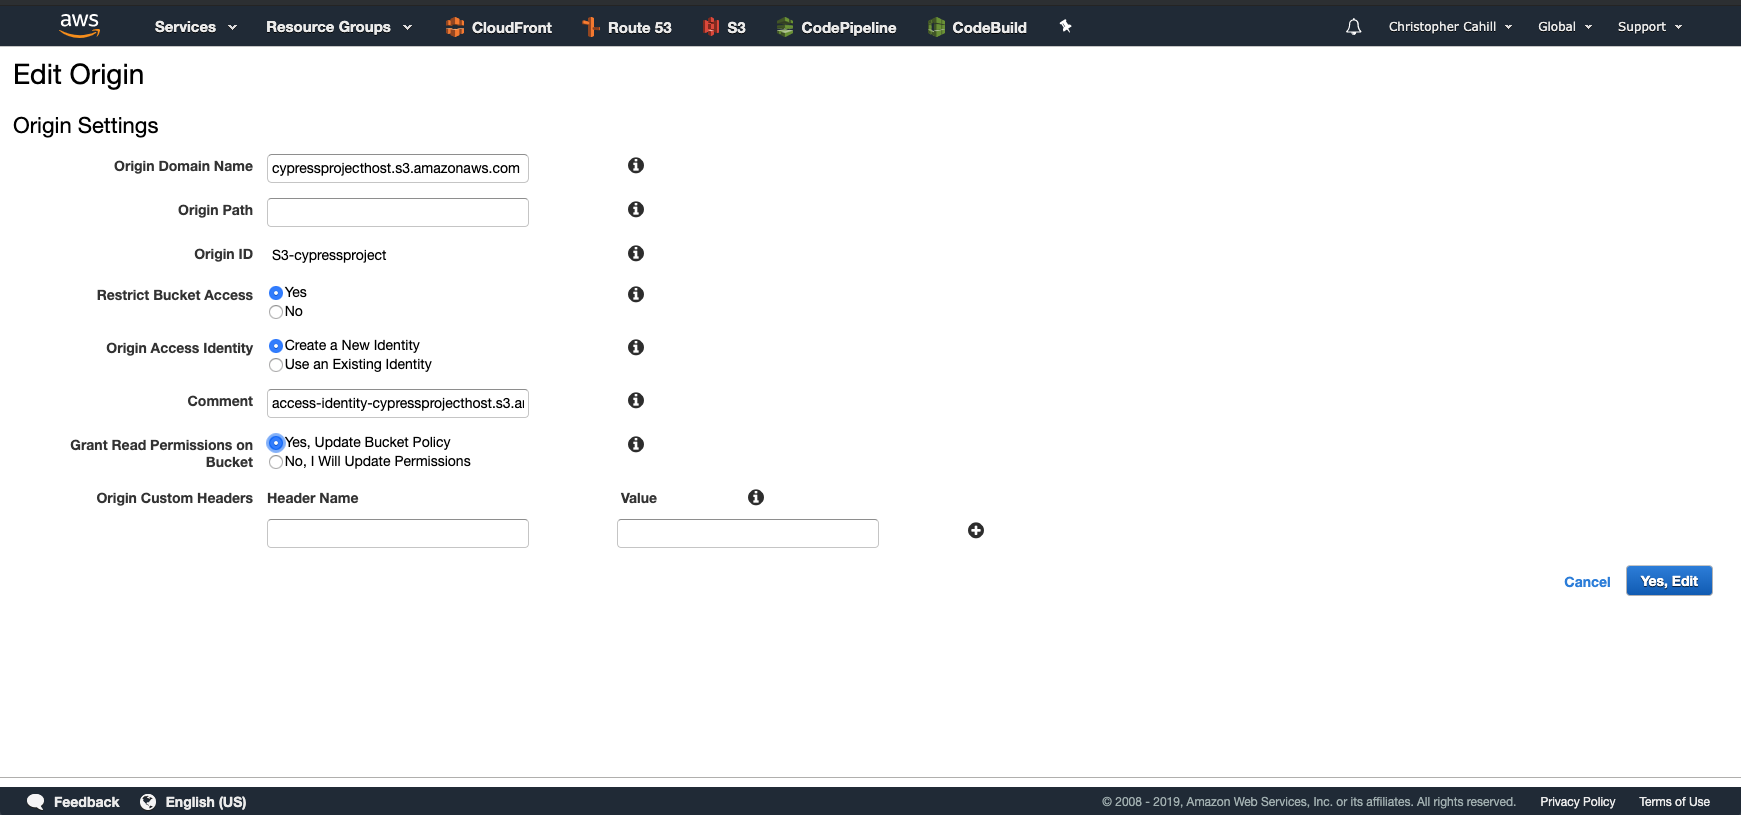 aws Services Resource Groups CloudFront Route 53 S3 CodePipeline CodeBuild Christopher Cahill Global Support
Edit Origin
Origin Settings
Origin Domain Name cypressprojecthost.s3.amazonaws.com
Origin Path
Origin ID S3-cypressproject
Restrict Bucket Access Yes
No
Origin Access Identity Create a New Identity
Use an Existing Identity
Comment access-identity-cypressprojecthost.s3.a
Grant Read Permissions on Bucket Yes, Update Bucket Policy
No, I Will Update Permissions
Origin Custom Headers Header Name Value
Cancel Yes, Edit
Feedback English (US) © 2008 - 2019, Amazon Web Services, Inc. or its affiliates. All rights reserved. Privacy Policy Terms of Use